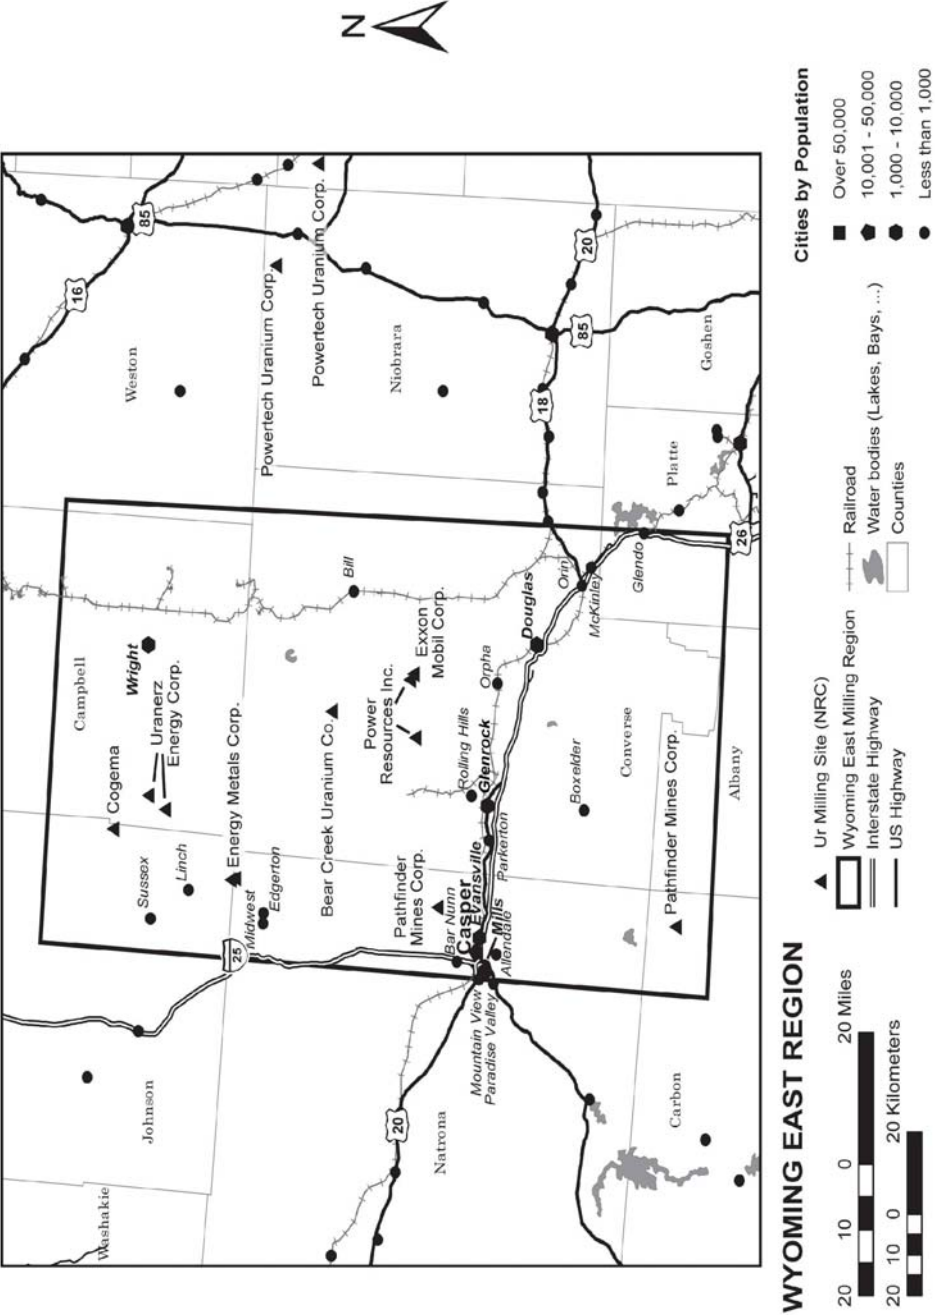 N
16
85
Weston
Powertech Uranium Corp.
Powertech Uranium Corp.
Niobrara
20
85
18
Goshen
Platte
26
Campbell
Wright
Uranerz
Energy Corp.
Cogema
Sussex
Linch
Energy Metals Corp.
Midwest
Edgerton
25
Bill
Bear Creek Uranium Co.
Power
Resources Inc.
Exxon
Mobil Corp.
Pathfinder
Mines Corp.
Rolling Hills
Orpha
Douglas
Orin
McKinley
Glendo
Glenrock
Parkerton
Evansville
Casper
Bar Nunn
Mills
Allendale
Mountain View
Paradise Valley
Boxelder
Converse
Pathfinder Mines Corp.
Albany
Johnson
Washakie
20
Natrona
Carbon
WYOMING EAST REGION
20 10 0 20 Miles
20 10 0 20 Kilometers
Ur Milling Site (NRC)
Wyoming East Milling Region
Interstate Highway
US Highway
Railroad
Water bodies (Lakes, Bays, ...)
Counties
Cities by Population
Over 50,000
10,001 - 50,000
1,000 - 10,000
Less than 1,000